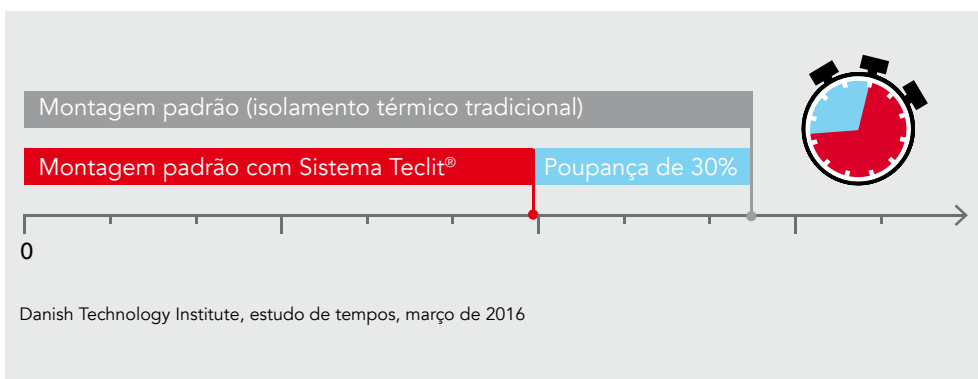 Montagem padrão (isolamento térmico tradicional)
Montagem padrão com Sistema Teclit® Poupança de 30%
0
Danish Technology Institute, estudo de tempos, março de 2016